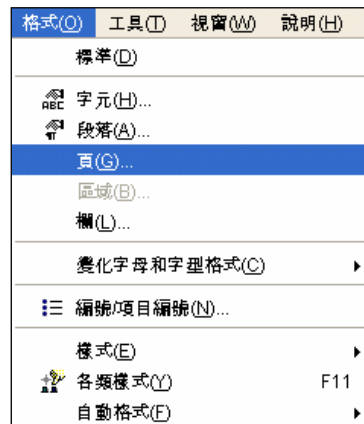 格式(O) 工具(T) 視窗(W) 說明(H)
標準(D)
字元(H)...
段落(A)...
頁(G)...
區域(B)...
欄(L)...
變化字母和字型格式(C)
編號/項目編號(N)...
樣式(E)
各類樣式(Y) F11
自動格式(F)